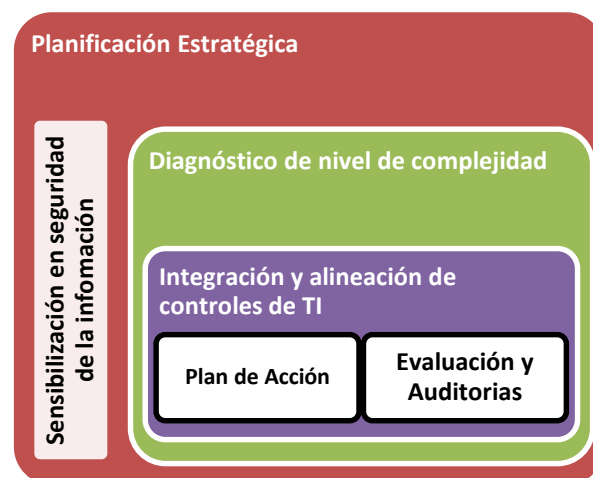 Planificación Estratégica
Sensibilización en seguridad
de la infomación
Diagnóstico de nivel de complejidad
Integración y alineación de
controles de TI
Plan de Acción
Evaluación y
Auditorias